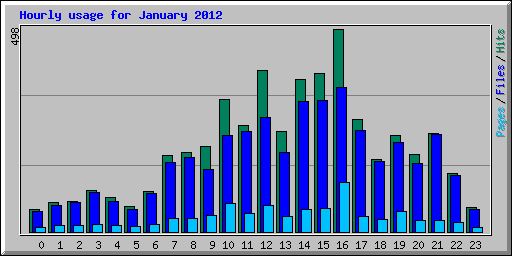 Hourly usage for January 2012
498
Pages/Files/Hits
0 1 2 3 4 5 6 7 8 9 10 11 12 13 14 15 16 17 18 19 20 21 22 23